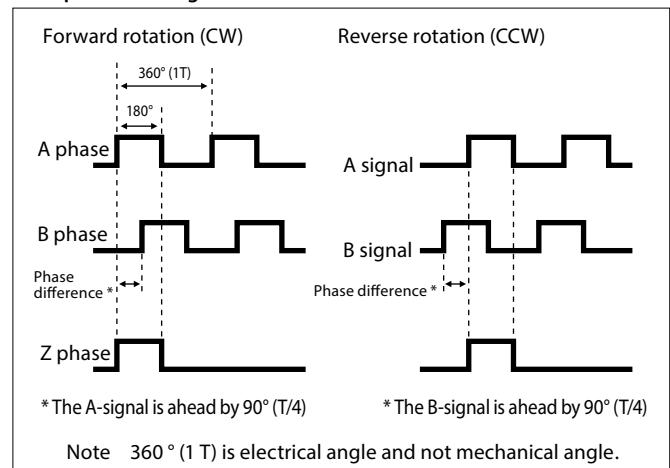 Forward rotation (CW)
Reverse rotation (CCW)
360° (1T)
180°
A phase
A signal
B phase
B signal
Phase
difference *
Phase difference *
Z phase
* The A-signal is ahead by 90° (T/4)
* The B-signal is ahead by 90° (T/4)
Note 360 ° (1 T) is electrical angle and not mechanical angle.